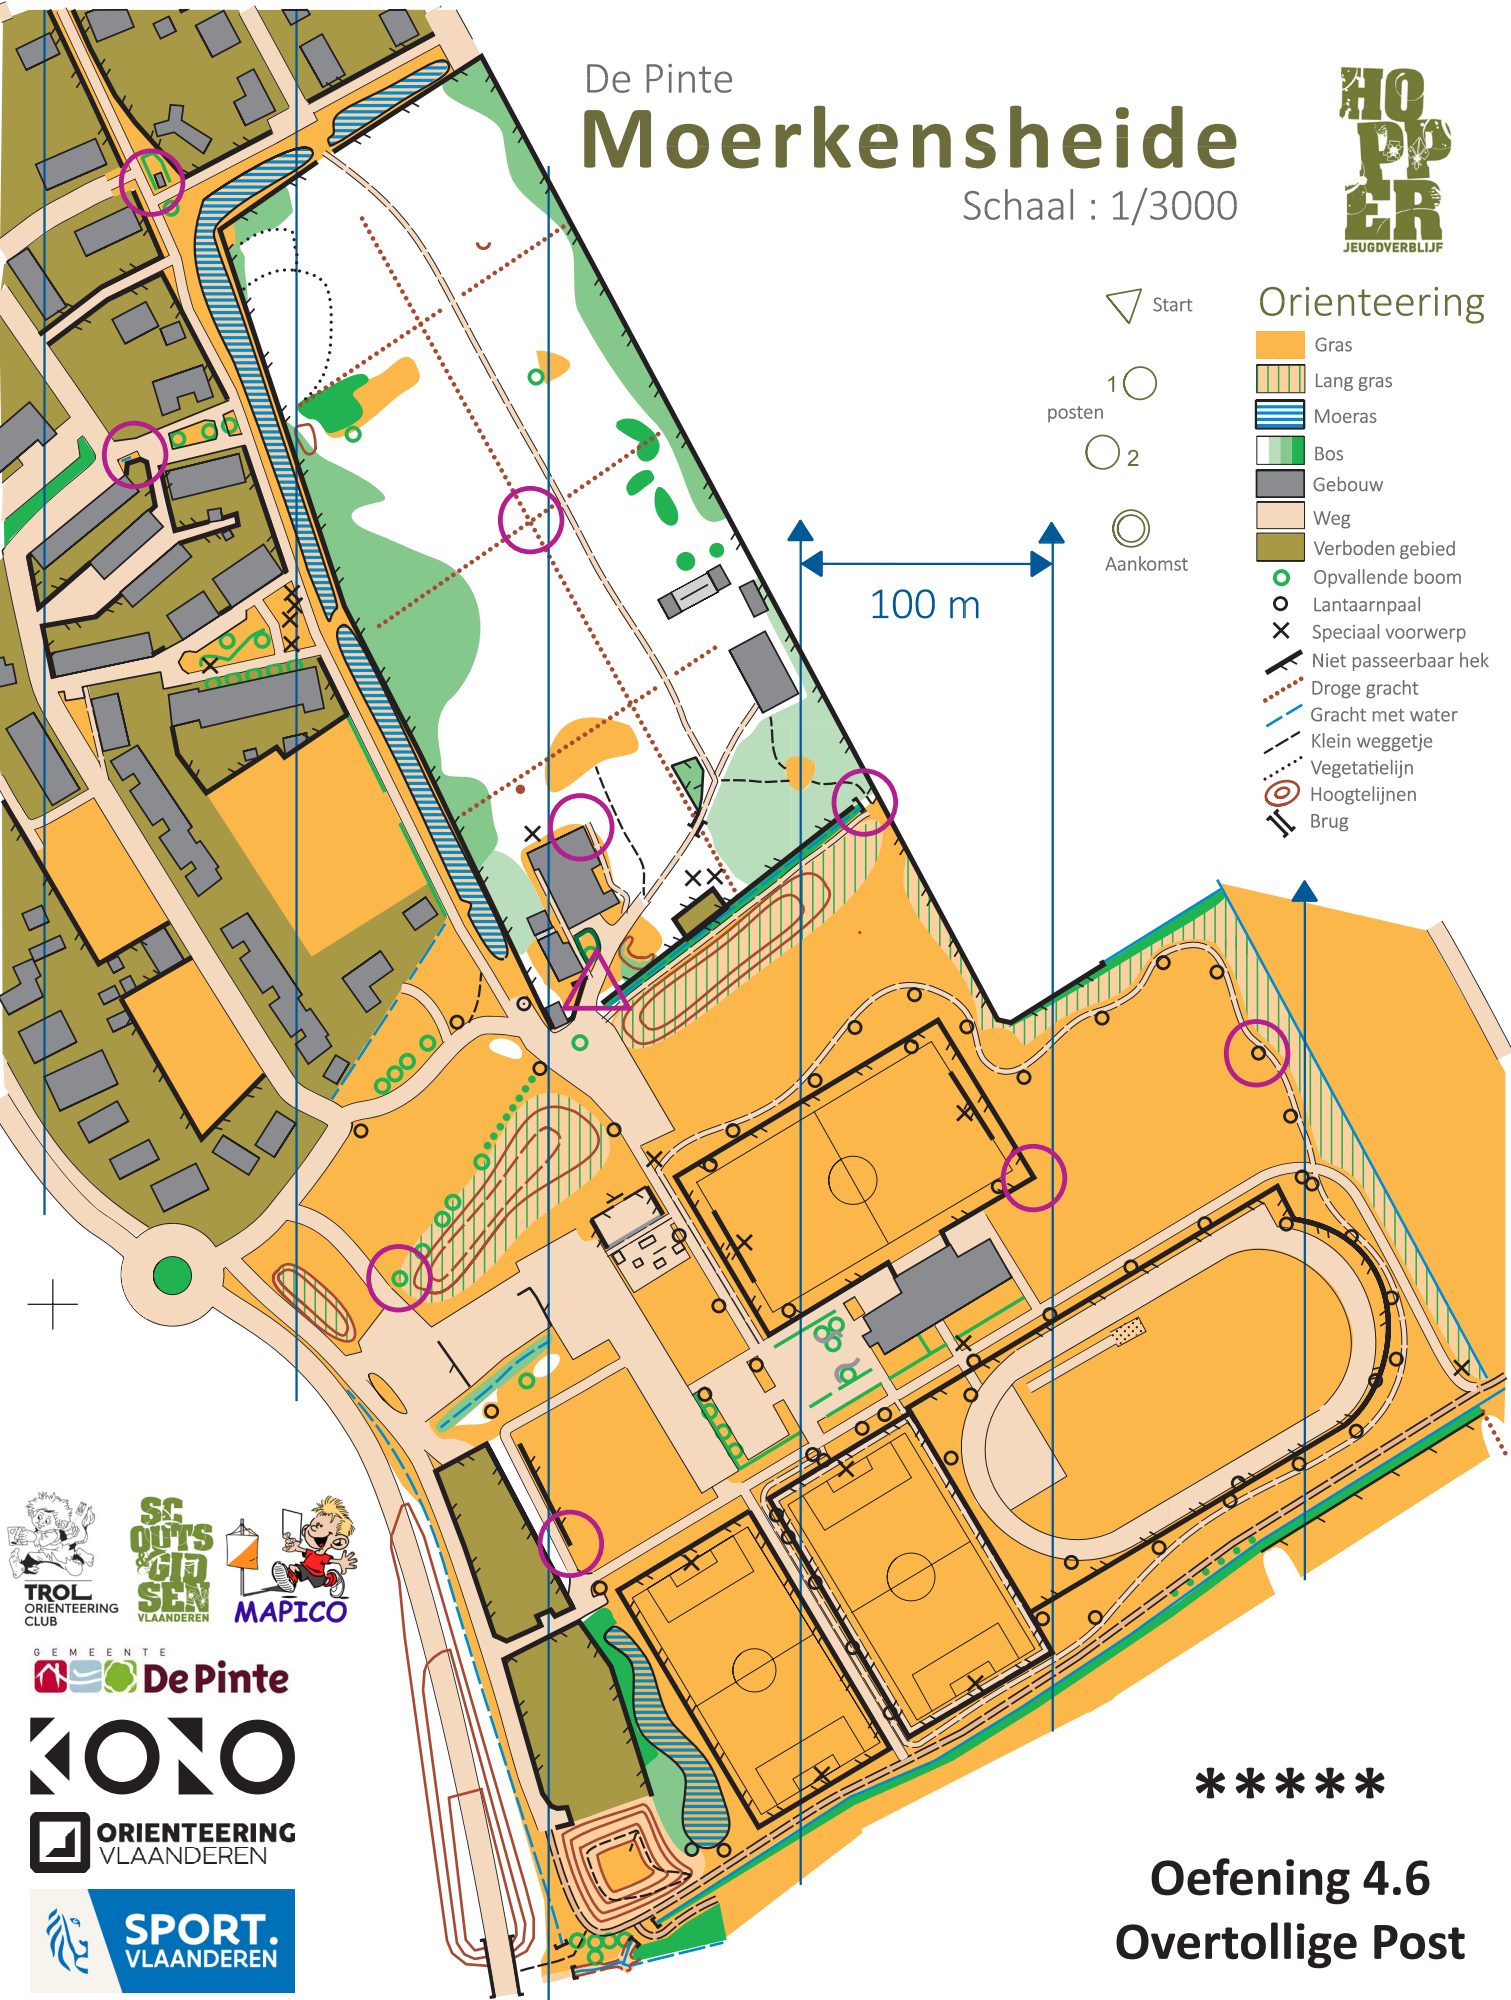 De Pinte
Moerkensheide
Schaal : 1/3000
HOPPER
JEUGDVERBLIJF
Start
1
posten
2
Aankomst
Orienteering
Gras
Lang gras
Moeras
Bos
Gebouw
Weg
Verboden gebied
Opvallende boom
Lantaarnpaal
Speciaal voorwerp
Niet passeerbaar hek
Droge gracht
Gracht met water
Klein weggetje
Vegetatielijn
Hoogtelijnen
Brug
100 m
TROL
ORIENTEERING
CLUB
SCOUTS
& GIDSEN
VLAANDEREN
MAPICO
GEMEENTE
De Pinte
KONO
ORIENTEERING
VLAANDEREN
SPORT.
VLAANDEREN
*****
Oefening 4.6
Overtollige Post